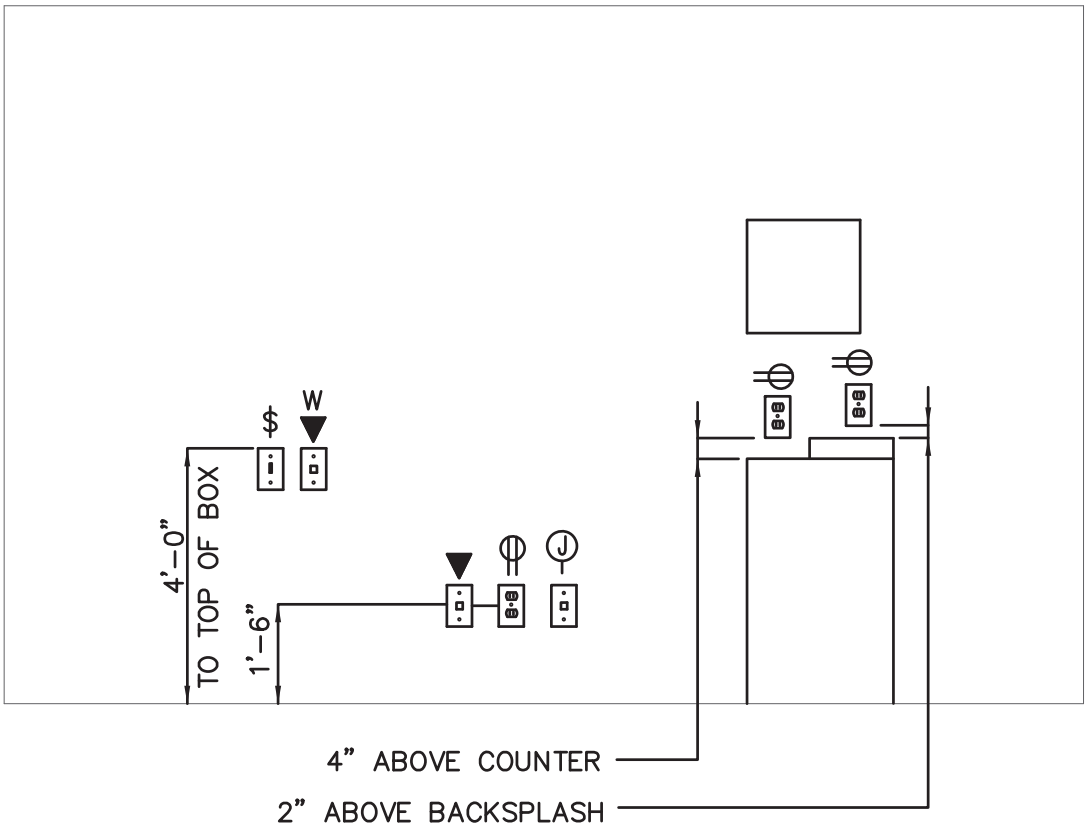 W
$
4'-0"
TO TOP OF BOX
1'-6"
J
4" ABOVE COUNTER
2" ABOVE BACKSPLASH